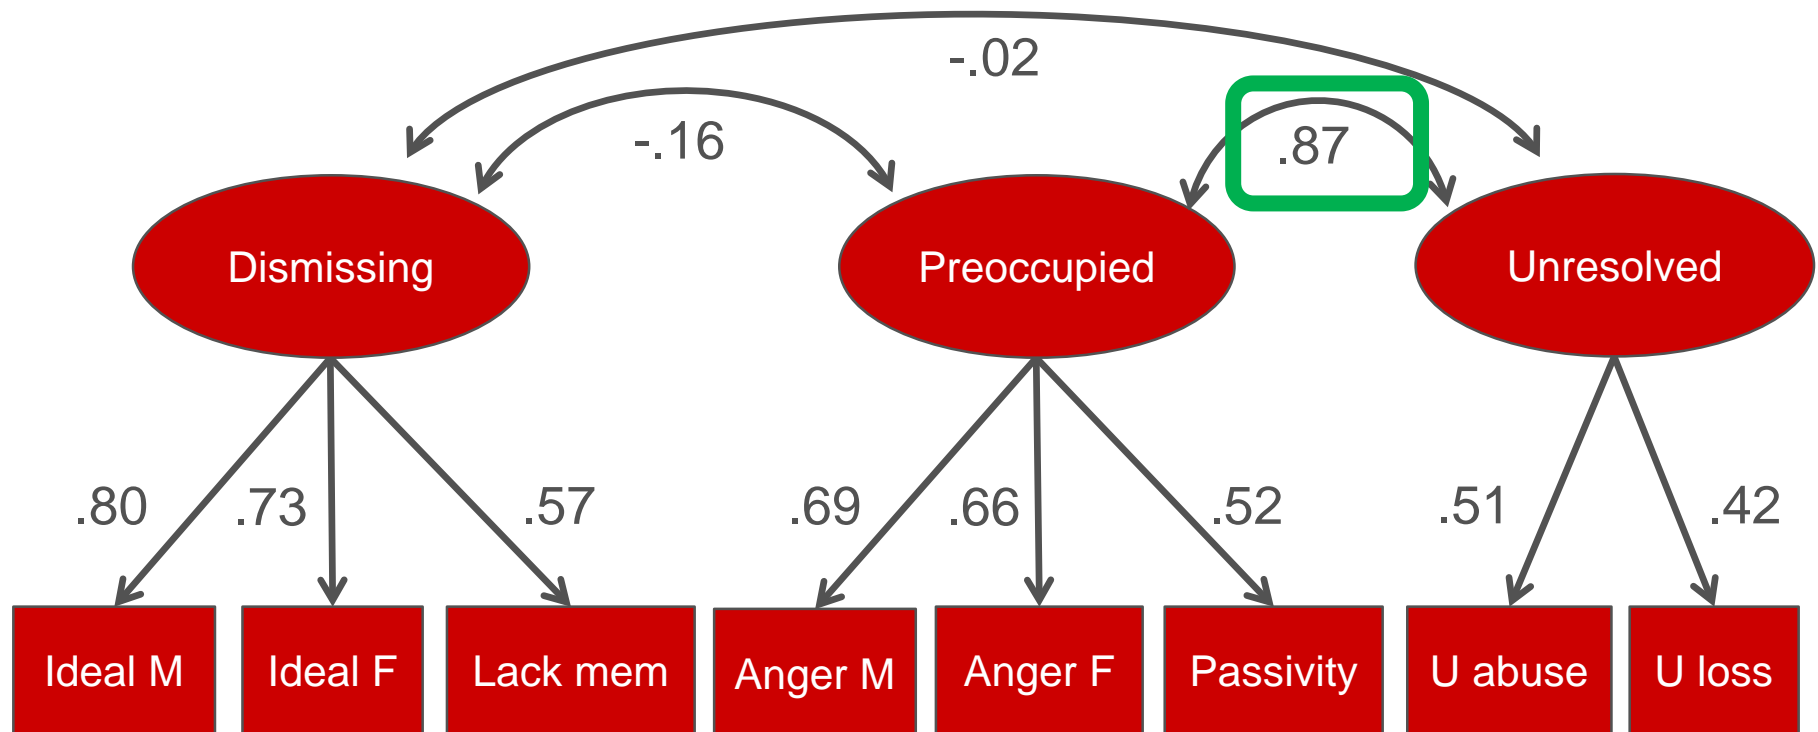 -.02
-.16
.87
Dismissing
Preoccupied
Unresolved
.80
.73
.57
.69
.66
.52
.51
.42
Ideal M
Ideal F
Lack mem
Anger M
Anger F
Passivity
U abuse
U loss